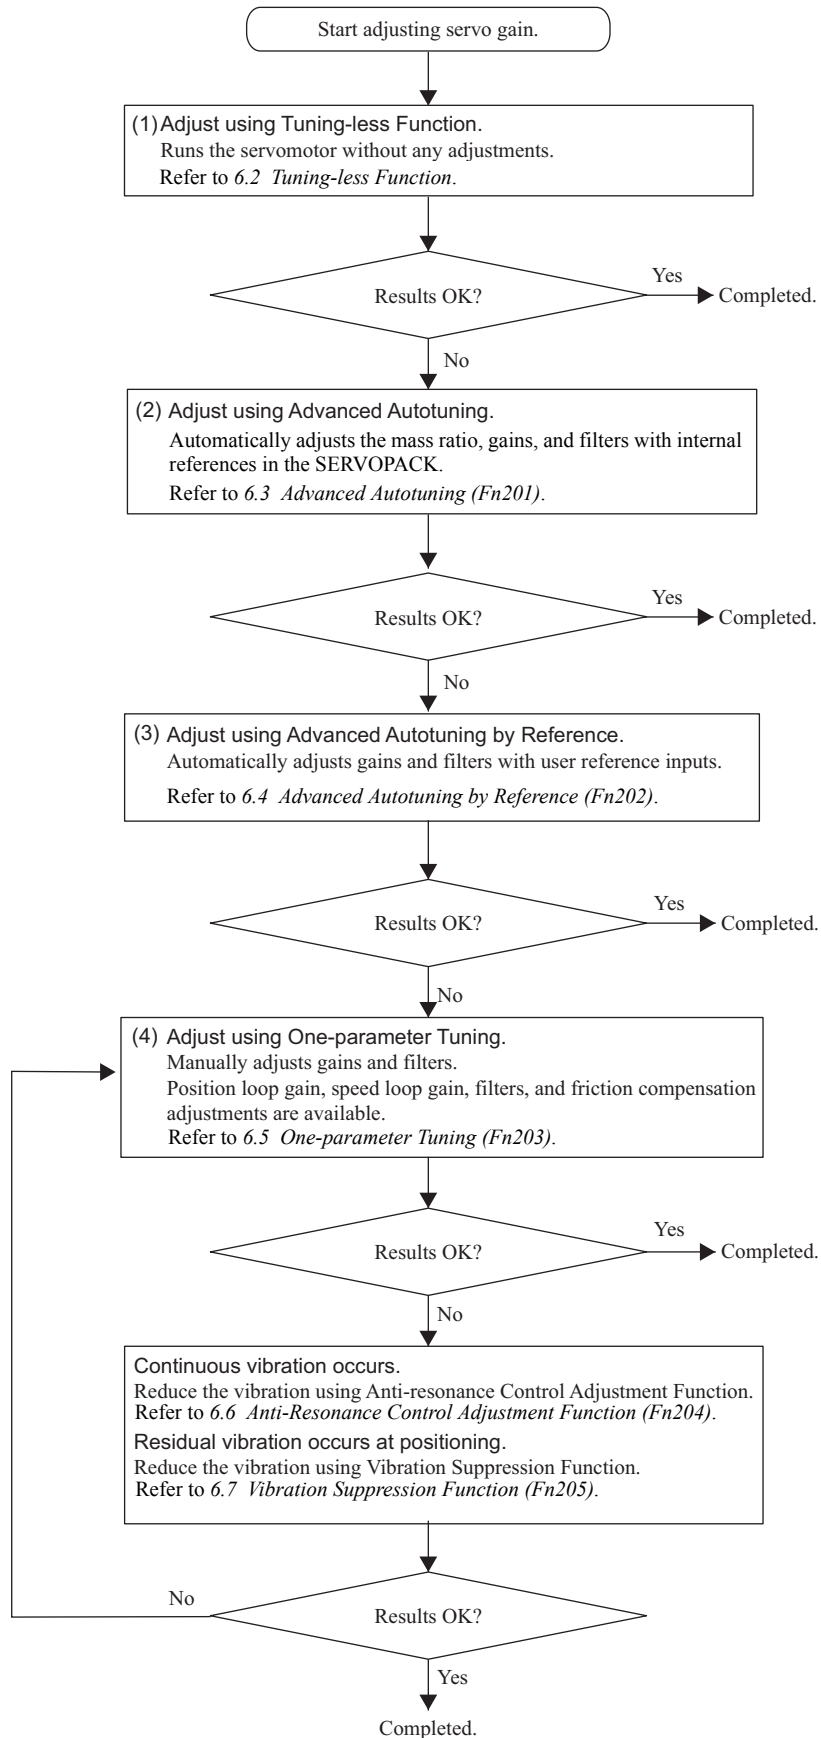 Start adjusting servo gain.
(1) Adjust using Tuning-less Function.
Runs the servomotor without any adjustments.
Refer to 6.2 Tuning-less Function.
Results OK?
Yes
Completed.
No
(2) Adjust using Advanced Autotuning.
Automatically adjusts the mass ratio, gains, and filters with internal
references in the SERVOPACK.
Refer to 6.3 Advanced Autotuning (Fn201).
Results OK?
Yes
Completed.
No
(3) Adjust using Advanced Autotuning by Reference.
Automatically adjusts gains and filters with user reference inputs.
Refer to 6.4 Advanced Autotuning by Reference (Fn202).
Results OK?
Yes
Completed.
No
(4) Adjust using One-parameter Tuning.
Manually adjusts gains and filters.
Position loop gain, speed loop gain, filters, and friction compensation
adjustments are available.
Refer to 6.5 One-parameter Tuning (Fn203).
Results OK?
Yes
Completed.
No
Continuous vibration occurs.
Reduce the vibration using Anti-resonance Control Adjustment Function.
Refer to 6.6 Anti-Resonance Control Adjustment Function (Fn204).
Residual vibration occurs at positioning.
Reduce the vibration using Vibration Suppression Function.
Refer to 6.7 Vibration Suppression Function (Fn205).
No
Results OK?
Yes
Completed.